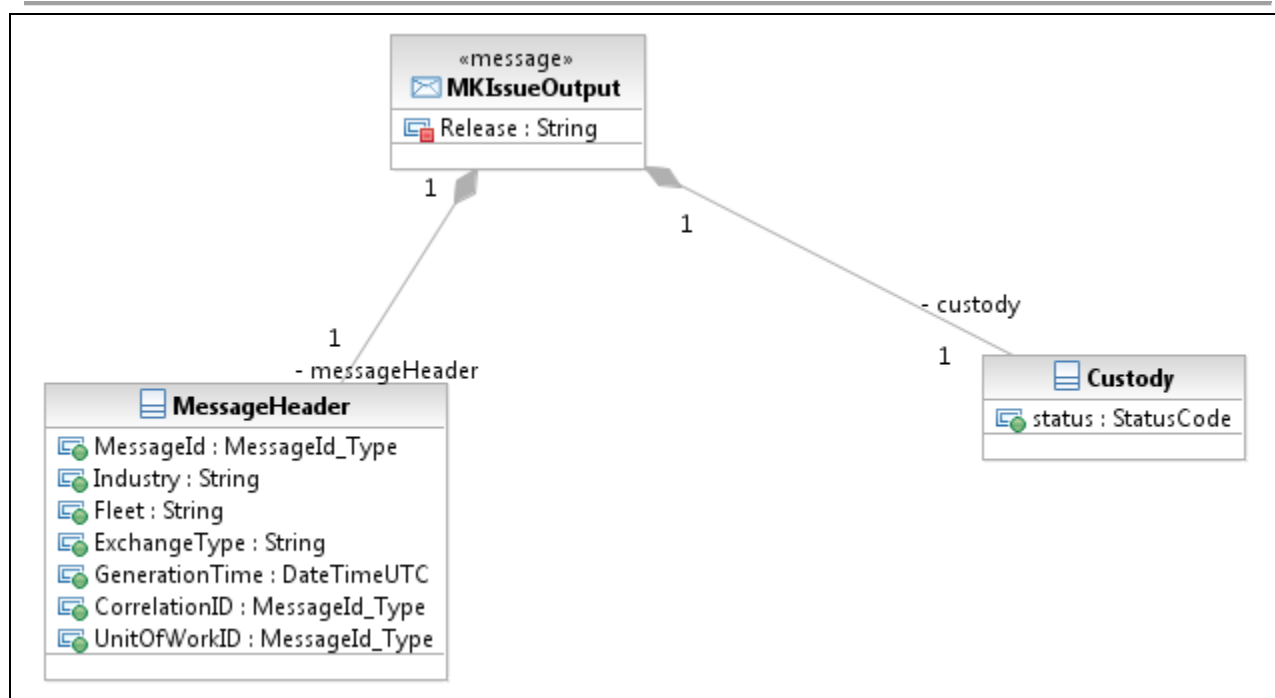 «message»
MKIssueOutput
Release : String
1
1
- custody
1
- messageHeader
1
MessageHeader
MessageId : MessageId_Type
Industry : String
Fleet : String
ExchangeType : String
GenerationTime : DateTimeUTC
CorrelationID : MessageId_Type
UnitOfWorkID : MessageId_Type
Custody
status : StatusCode